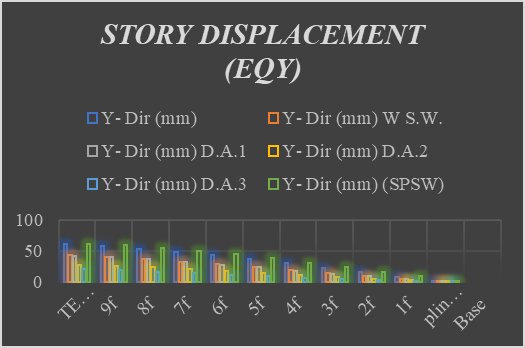 STORY DISPLACEMENT
(EQY)
Y- Dir (mm) Y- Dir (mm) W S.W.
Y- Dir (mm) D.A.1 Y- Dir (mm) D.A.2
Y- Dir (mm) D.A.3 Y- Dir (mm) (SPSW)
100
50
0
TE… 9f 8f 7f 6f 5f 4f 3f 2f 1f plin… Base